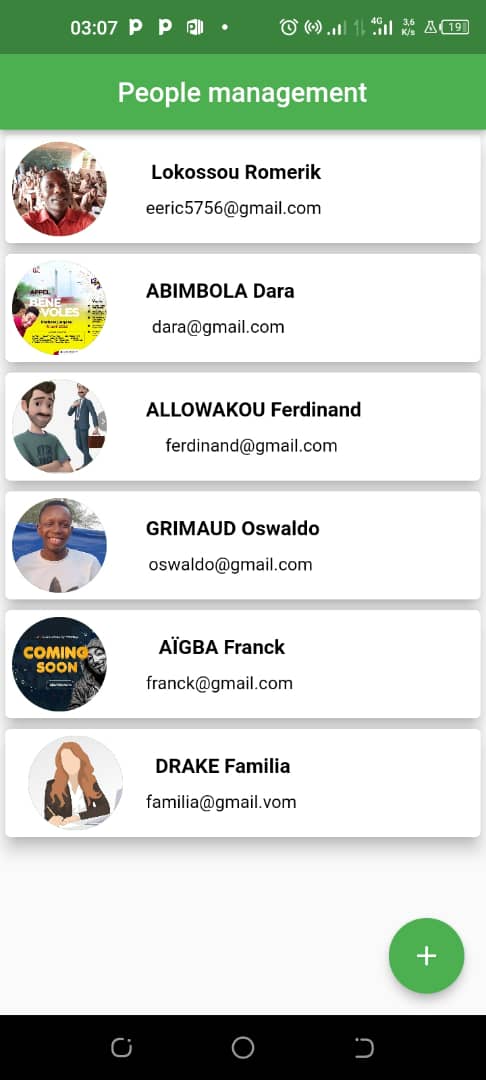 03:07
4G
3,6
K/s
19
People management
Lokossou Romerik
eeric5756@gmail.com
APPEL
BENE
VOLES
ABIMBOLA Dara
dara@gmail.com
ALLOWAKOU Ferdinand
ferdinand@gmail.com
GRIMAUD Oswaldo
oswaldo@gmail.com
COMING
SOON
AÏGBA Franck
franck@gmail.com
DRAKE Familia
familia@gmail.vom